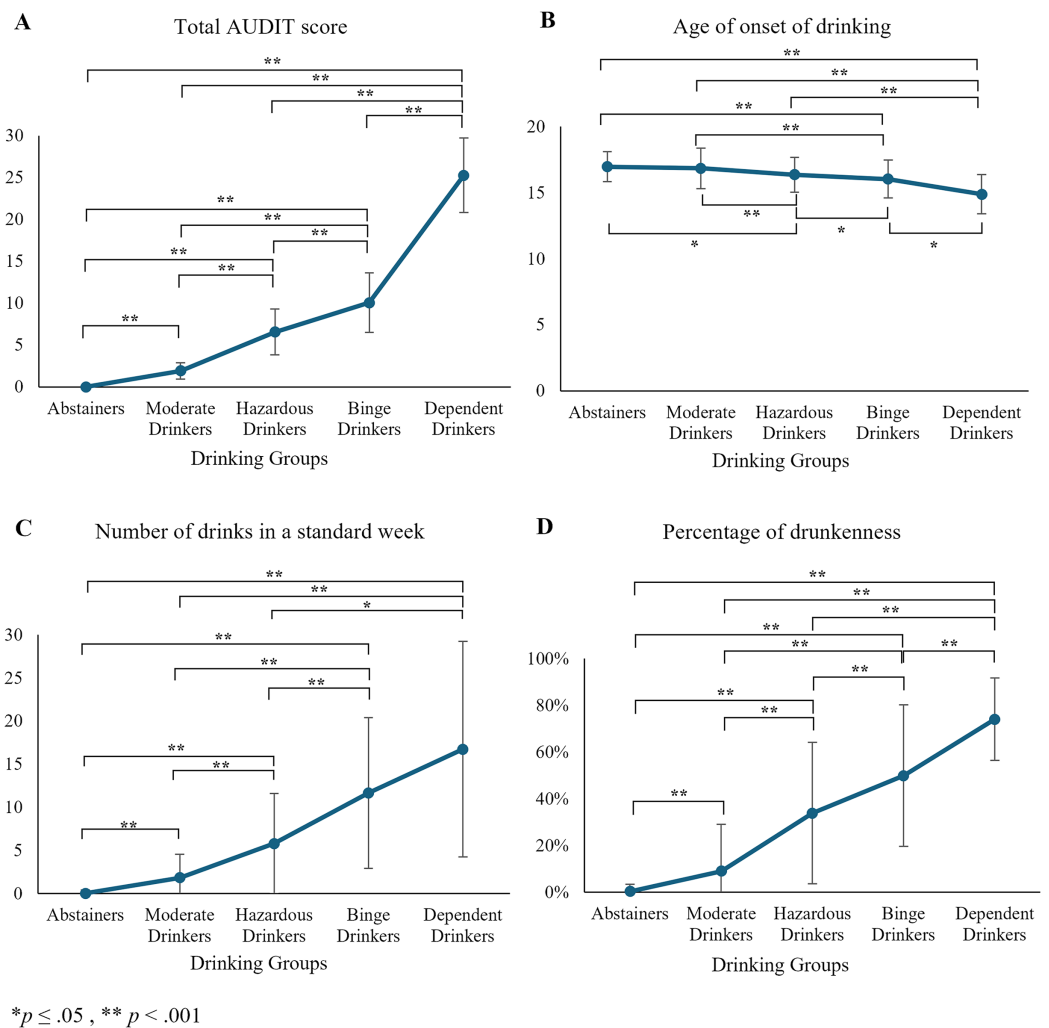 A
Total AUDIT score
**
**
**
**
30
25
20
15
10
5
0
**
**
**
**
**
**
Abstainers
Moderate
Drinkers
Hazardous
Drinkers
Binge
Drinkers
Dependent
Drinkers
Drinking Groups
B
Age of onset of drinking
**
**
**
**
**
20
15
10
5
0
**
*
*
*
Abstainers
Moderate
Drinkers
Hazardous
Drinkers
Binge
Drinkers
Dependent
Drinkers
Drinking Groups
C
Number of drinks in a standard week
**
**
*
30
25
20
15
10
5
0
**
**
**
**
**
**
Abstainers
Moderate
Drinkers
Hazardous
Drinkers
Binge
Drinkers
Dependent
Drinkers
Drinking Groups
D
Percentage of drunkenness
**
**
**
**
**
**
100%
80%
60%
40%
20%
0%
**
**
**
**
Abstainers
Moderate
Drinkers
Hazardous
Drinkers
Binge
Drinkers
Dependent
Drinkers
Drinking Groups
*p ≤ .05 , ** p < .001